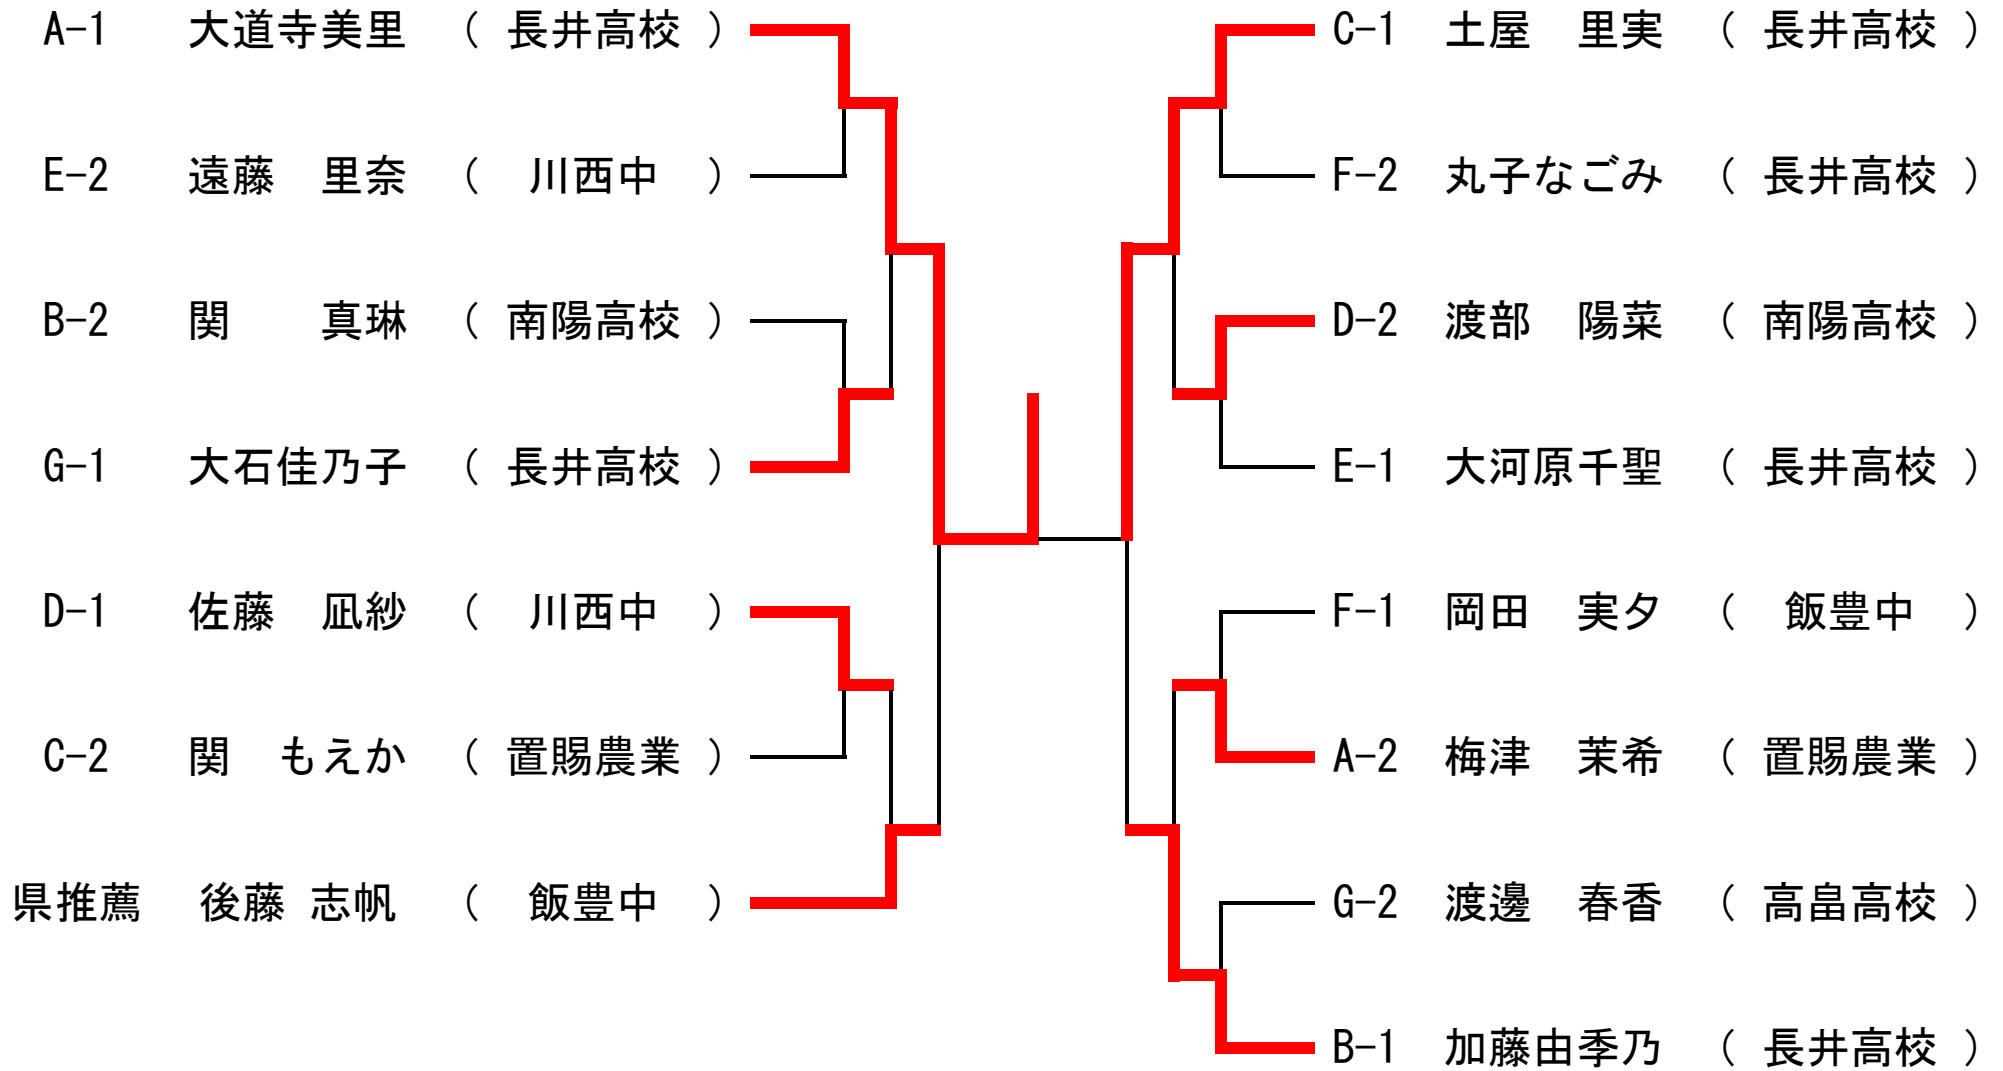 A-1 大道寺美里 ( 長井高校 )
E-2 遠藤 里奈 ( 川西中 )
B-2 関 真琳 ( 南陽高校 )
G-1 大石佳乃子 ( 長井高校 )
D-1 佐藤 凪紗 ( 川西中 )
C-2 関 もえか ( 置賜農業 )
県推薦 後藤 志帆 ( 飯豊中 )
C-1 土屋 里実 ( 長井高校 )
F-2 丸子なごみ ( 長井高校 )
D-2 渡部 陽菜 ( 南陽高校 )
E-1 大河原千聖 ( 長井高校 )
F-1 岡田 実夕 ( 飯豊中 )
A-2 梅津 茉希 ( 置賜農業 )
G-2 渡邊 春香 ( 高畠高校 )
B-1 加藤由季乃 ( 長井高校 )